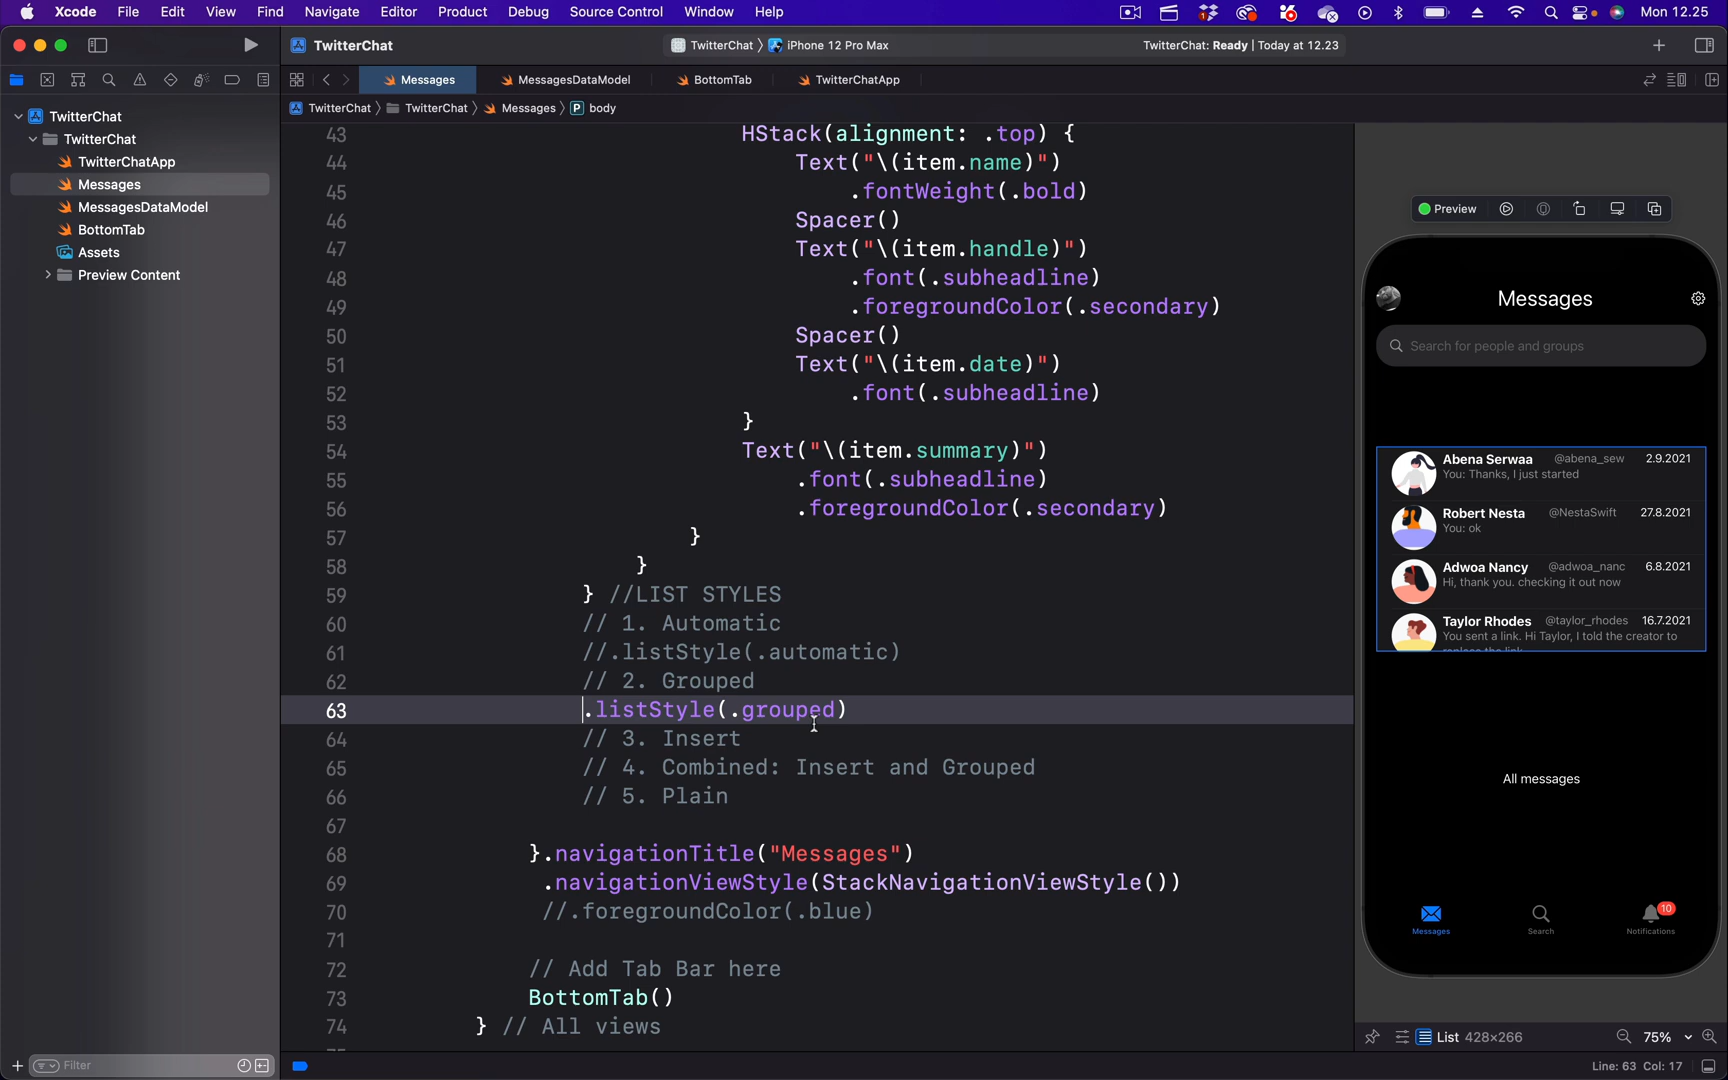 Xcode File Edit View Find Navigate Editor Product Debug Source Control Window Help Mon 12.25
TwitterChat TwitterChat iPhone 12 Pro Max TwitterChat: Ready | Today at 12.23
Messages MessagesDataModel BottomTab TwitterChatApp
TwitterChat TwitterChat Messages body
TwitterChat
TwitterChat
TwitterChatApp
Messages
MessagesDataModel
BottomTab
Assets
Preview Content
Filter
43 HStack(alignment: .top) {
44 Text("\(item.name)")
45 .fontWeight(.bold)
46 Spacer()
47 Text("\(item.handle)")
48 .font(.subheadline)
49 .foregroundColor(.secondary)
50 Spacer()
51 Text("\(item.date)")
52 .font(.subheadline)
53 }
54 Text("\(item.summary)")
55 .font(.subheadline)
56 .foregroundColor(.secondary)
57 }
58 }
59 } //LIST STYLES
60 // 1. Automatic
61 //.listStyle(.automatic)
62 // 2. Grouped
63 .listStyle(.grouped)
64 // 3. Insert
65 // 4. Combined: Insert and Grouped
66 // 5. Plain
67
68 }.navigationTitle("Messages")
69 .navigationViewStyle(StackNavigationViewStyle())
70 //.foregroundColor(.blue)
71
72 // Add Tab Bar here
73 BottomTab()
74 } // All views
Preview
Messages
Search for people and groups
Abena Serwaa @abena_sew 2.9.2021
You: Thanks, I just started
Robert Nesta @NestaSwift 27.8.2021
You: ok
Adwoa Nancy @adwoa_nanc 6.8.2021
Hi, thank you. checking it out now
Taylor Rhodes @taylor_rhodes 16.7.2021
You sent a link. Hi Taylor, I told the creator to
replace the link
All messages
10
Messages Search Notifications
List 428×266 75%
Line: 63 Col: 17